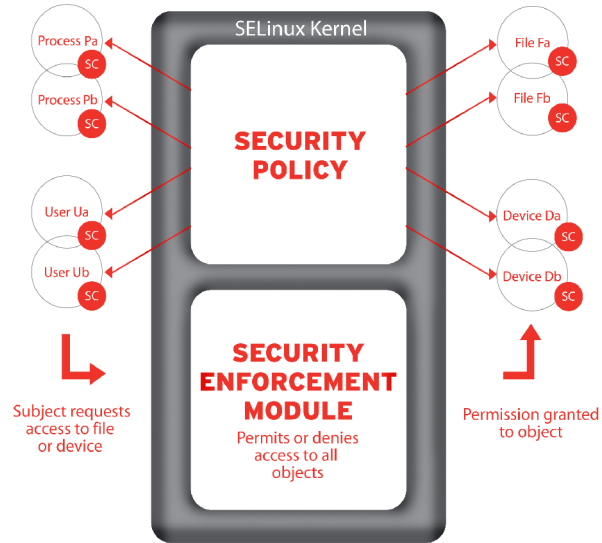 SELinux Kernel
Process Pa
SC
Process Pb
SC
User Ua
SC
User Ub
SC
Subject requests
access to file
or device
SECURITY
POLICY
SECURITY
ENFORCEMENT
MODULE
Permits or denies
access to all
objects
File Fa
SC
File Fb
SC
Device Da
SC
Device Db
SC
Permission granted
to object